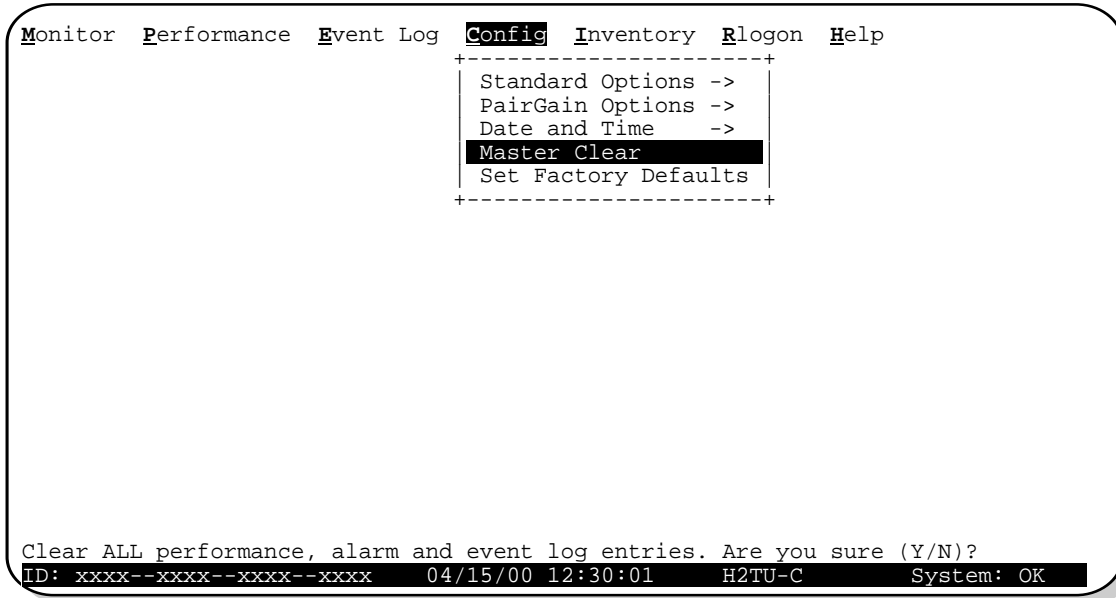 Monitor  Performance  Event Log  Config  Inventory  Rlogon  Help
+----------------------+
| Standard Options ->  |
| PairGain Options ->  |
| Date and Time    ->  |
| Master Clear         |
| Set Factory Defaults |
+----------------------+
Clear ALL performance, alarm and event log entries. Are you sure (Y/N)?
ID: xxxx--xxxx--xxxx--xxxx    04/15/00 12:30:01     H2TU-C        System: OK